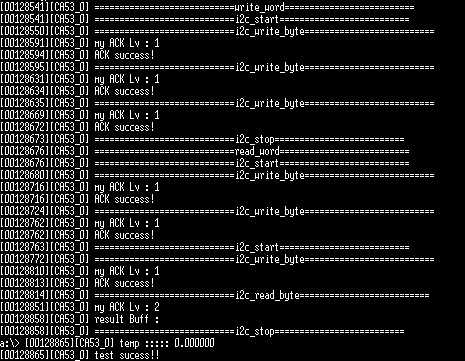 [00128541][CA53_0] ============================write_word==========================
[00128550][CA53_0] ============================i2c_start==========================
[00128550][CA53_0] ============================i2c_write_byte==========================
[00128591][CA53_0] my ACK Lv : 1
[00128594][CA53_0] ACK success!
[00128595][CA53_0] ============================i2c_write_byte==========================
[00128631][CA53_0] my ACK Lv : 1
[00128634][CA53_0] ACK success!
[00128635][CA53_0] ============================i2c_write_byte==========================
[00128669][CA53_0] my ACK Lv : 1
[00128672][CA53_0] ACK success!
[00128673][CA53_0] ============================i2c_stop==========================
[00128676][CA53_0] ============================read_word==========================
[00128676][CA53_0] ============================i2c_start==========================
[00128680][CA53_0] ============================i2c_write_byte==========================
[00128716][CA53_0] my ACK Lv : 1
[00128716][CA53_0] ACK success!
[00128724][CA53_0] ============================i2c_write_byte==========================
[00128762][CA53_0] my ACK Lv : 1
[00128762][CA53_0] ACK success!
[00128763][CA53_0] ============================i2c_start==========================
[00128772][CA53_0] ============================i2c_write_byte==========================
[00128810][CA53_0] my ACK Lv : 1
[00128813][CA53_0] ACK success!
[00128814][CA53_0] ============================i2c_read_byte==========================
[00128851][CA53_0] my ACK Lv : 2
[00128858][CA53_0] result Buff :
[00128858][CA53_0] ============================i2c_stop==========================
a:\> [00128865][CA53_0] temp ::::: 0.000000
[00128865][CA53_0] test sucess!!